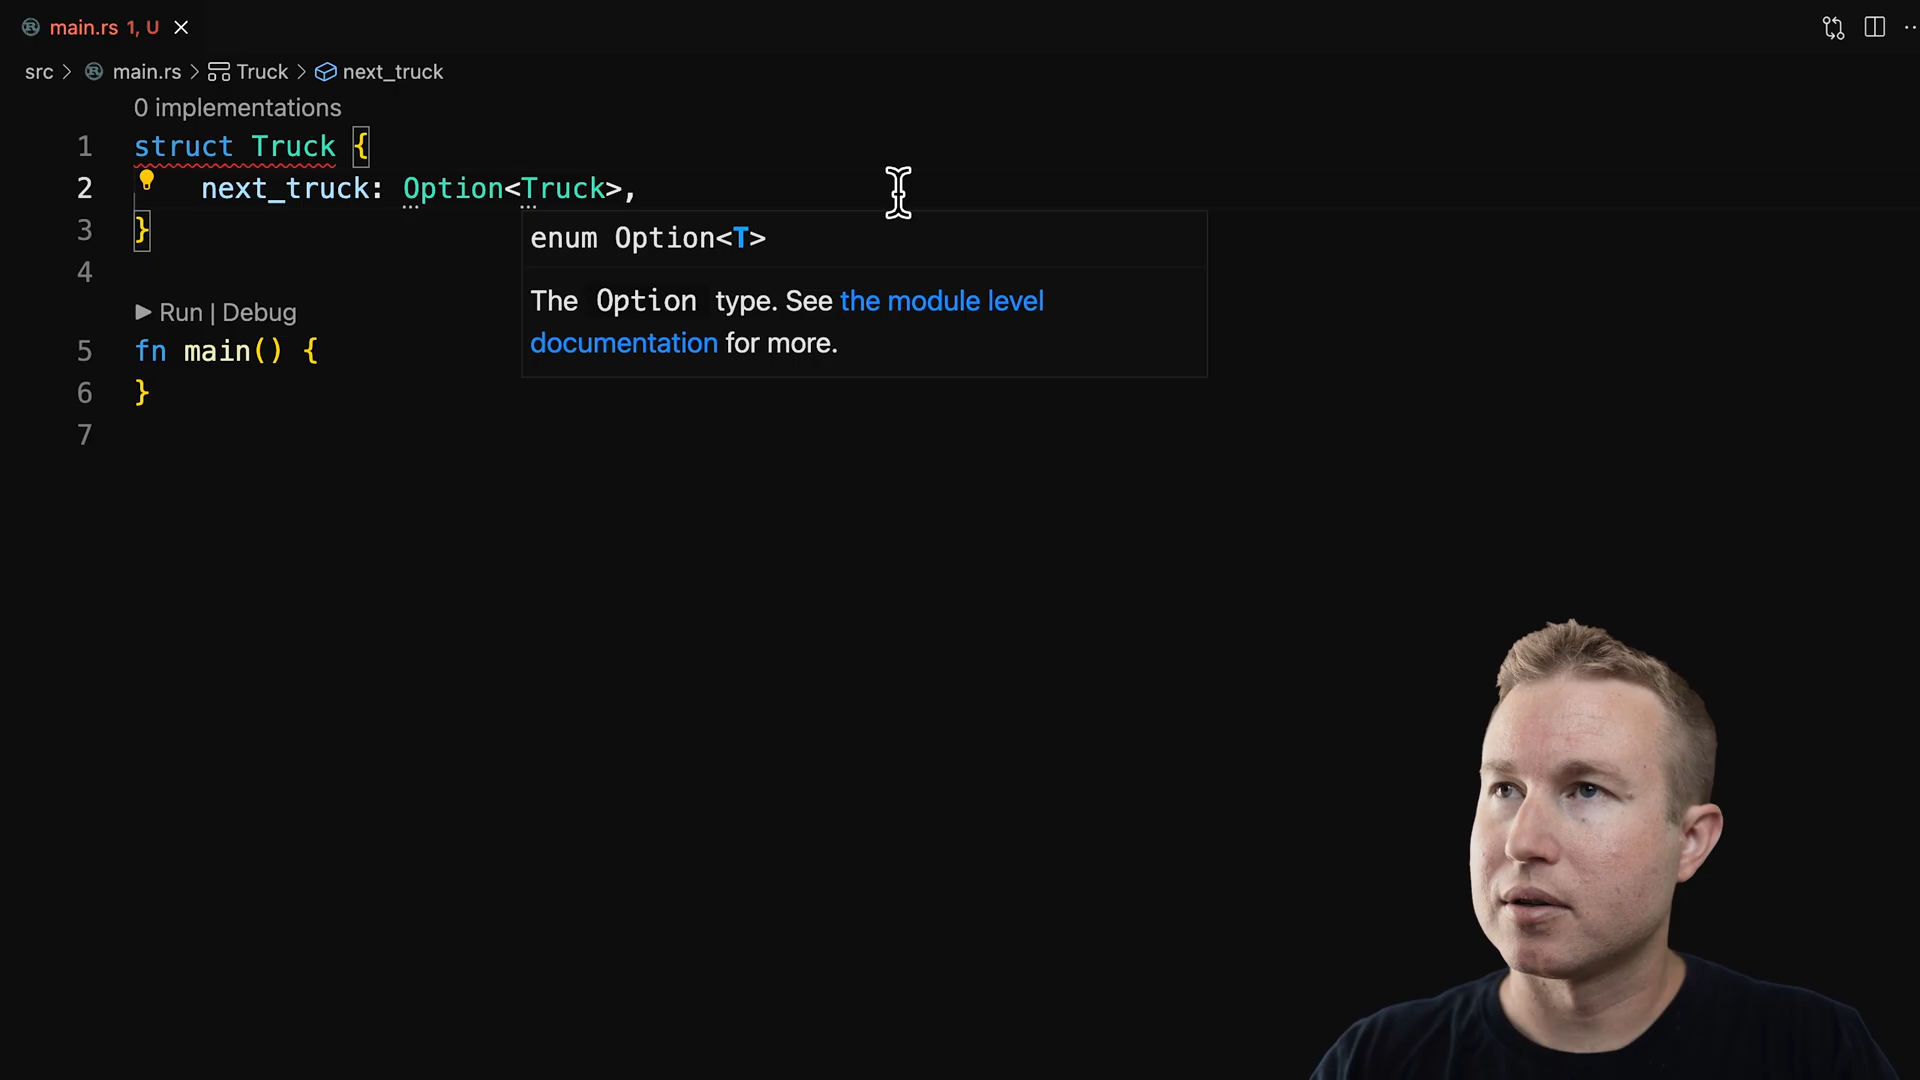 main.rs 1, U
src > main.rs > Truck > next_truck
0 implementations
1 struct Truck {
2 next_truck: Option<Truck>,
3 }
enum Option<T>
4
The Option type. See the module level
documentation for more.
Run | Debug
5 fn main() {
6 }
7